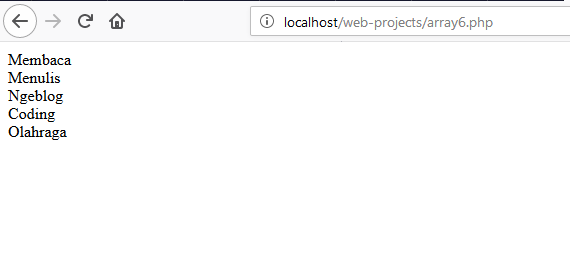 localhost/web-projects/array6.php
Membaca
Menulis
Ngeblog
Coding
Olahraga